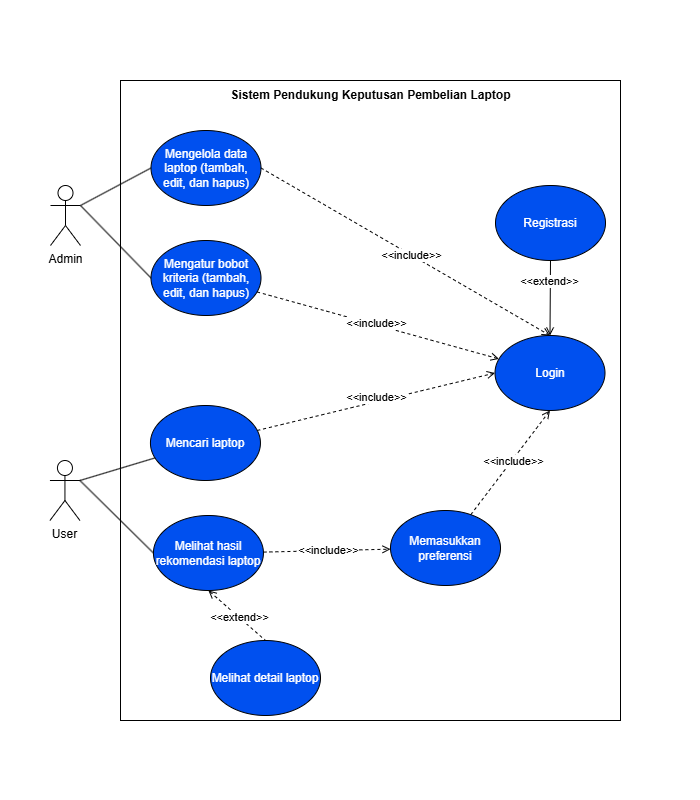 Sistem Pendukung Keputusan Pembelian Laptop
Mengelola data
laptop (tambah,
edit, dan hapus)
Admin
Registrasi
<<include>>
Mengatur bobot
kriteria (tambah,
edit, dan hapus)
<<extend>>
<<include>>
Login
<<include>>
Mencari laptop
<<include>>
User
Melihat hasil
rekomendasi laptop
<<include>>
Memasukkan
preferensi
<<extend>>
Melihat detail laptop